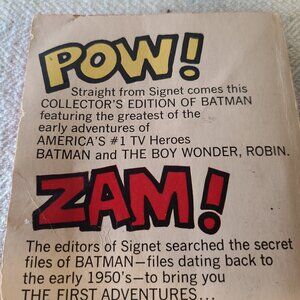 POW!
Straight from Signet comes this
COLLECTOR'S EDITION OF BATMAN
featuring the greatest of the
early adventures of
AMERICA'S #1 TV Heroes
BATMAN and THE BOY WONDER, ROBIN.
ZAM!
The editors of Signet searched the secret
files of BATMAN—files dating back to
the early 1950's—to bring you
THE FIRST ADVENTURES...